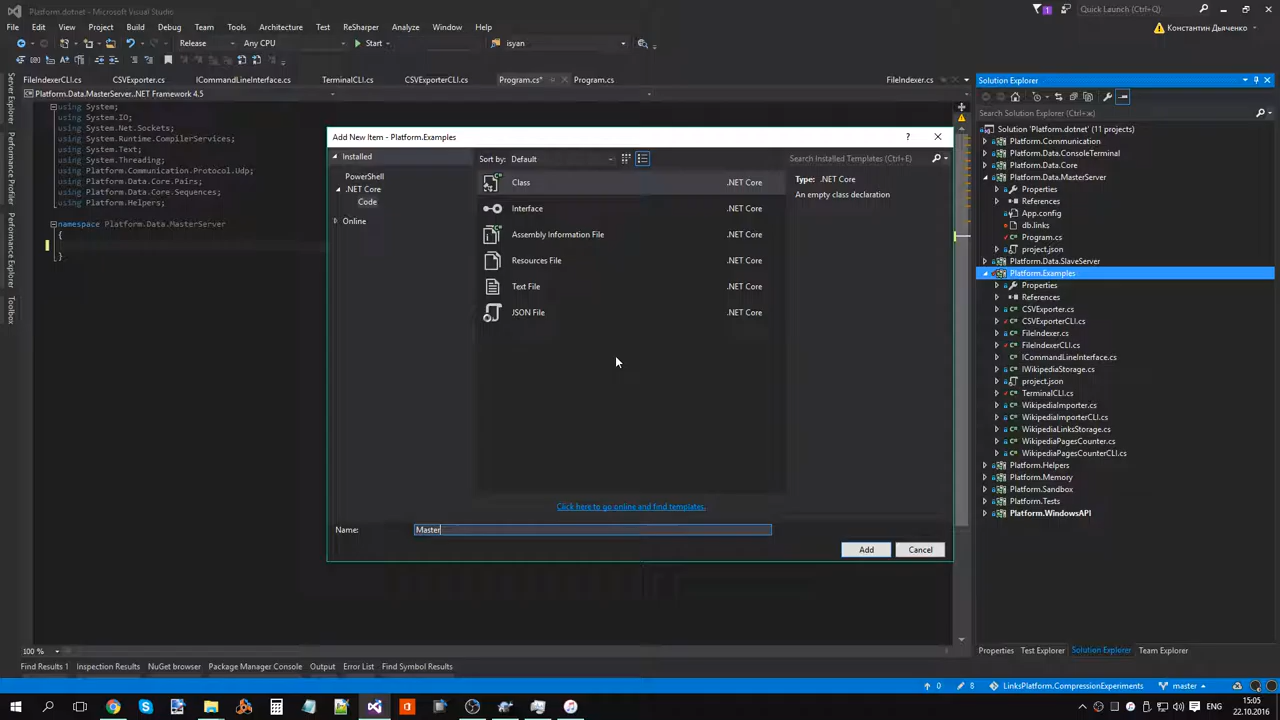 Platform.dotnet - Microsoft Visual Studio
Quick Launch (Ctrl+Q)
File Edit View Project Build Debug Team Tools Architecture Test ReSharper Analyze Window Help
Константин Дьяченко
Release Any CPU Start isyan
FileIndexerCLI.cs CSVExporter.cs ICommandLineInterface.cs TerminalCLI.cs CSVExporterCLI.cs Program.cs* Program.cs FileIndexer.cs
Platform.Data.MasterServer..NET Framework 4.5
Server Explorer
Performance Profiler
Performance Explorer
Toolbox
using System;
using System.IO;
using System.Net.Sockets;
using System.Runtime.CompilerServices;
using System.Text;
using System.Threading;
using Platform.Communication.Protocol.Udp;
using Platform.Data.Core.Pairs;
using Platform.Data.Core.Sequences;
using Platform.Helpers;
namespace Platform.Data.MasterServer
{
}
Add New Item - Platform.Examples
Installed
PowerShell
.NET Core
Code
Online
Sort by: Default
Search Installed Templates (Ctrl+E)
Class .NET Core
Interface .NET Core
Assembly Information File .NET Core
Resources File .NET Core
Text File .NET Core
JSON File .NET Core
Type: .NET Core
An empty class declaration
Click here to go online and find templates.
Name: Master
Add Cancel
Solution Explorer
Search Solution Explorer (Ctrl+;)
Solution 'Platform.dotnet' (11 projects)
Platform.Communication
Platform.Data.ConsoleTerminal
Platform.Data.Core
Platform.Data.MasterServer
Properties
References
App.config
db.links
Program.cs
project.json
Platform.Data.SlaveServer
Platform.Examples
Properties
References
CSVExporter.cs
CSVExporterCLI.cs
FileIndexer.cs
FileIndexerCLI.cs
ICommandLineInterface.cs
IWikipediaStorage.cs
project.json
TerminalCLI.cs
WikipediaImporter.cs
WikipediaImporterCLI.cs
WikipediaLinksStorage.cs
WikipediaPagesCounter.cs
WikipediaPagesCounterCLI.cs
Platform.Helpers
Platform.Memory
Platform.Sandbox
Platform.Tests
Platform.WindowsAPI
100 %
Properties Test Explorer Solution Explorer Team Explorer
Find Results 1 Inspection Results NuGet browser Package Manager Console Output Error List Find Symbol Results
0 8 LinksPlatform.CompressionExperiments master
ENG 15:05
22.10.2016